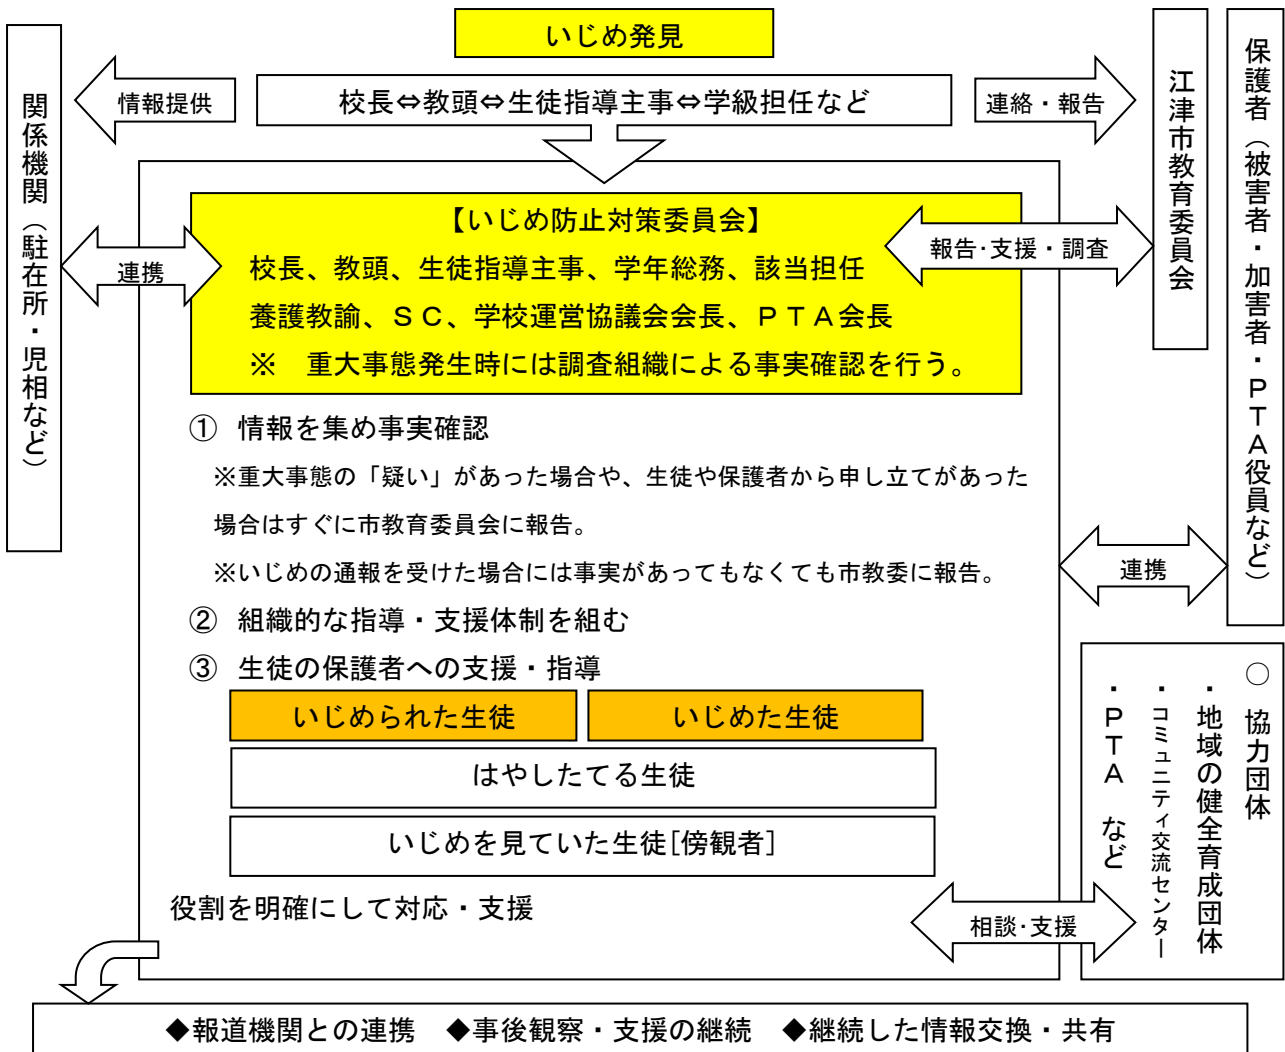 いじめ発見
校長⇔教頭⇔生徒指導主事⇔学級担任など
情報提供
連絡・報告
関係機関（駐在所・児相など）
江津市教育委員会
保護者（被害者・加害者・ＰＴＡ役員など）
【いじめ防止対策委員会】
校長、教頭、生徒指導主事、学年総務、該当担任
養護教諭、ＳＣ、学校運営協議会会長、ＰＴＡ会長
※　重大事態発生時には調査組織による事実確認を行う。
連携
報告･支援・調査
① 情報を集め事実確認
※重大事態の「疑い」があった場合や、生徒や保護者から申し立てがあった
場合はすぐに市教育委員会に報告。
※いじめの通報を受けた場合には事実があってもなくても市教委に報告。
連携
② 組織的な指導・支援体制を組む
③ 生徒の保護者への支援・指導
いじめられた生徒
いじめた生徒
はやしたてる生徒
いじめを見ていた生徒[傍観者]
役割を明確にして対応・支援
相談･支援
○ 協力団体
・地域の健全育成団体
・コミュニティ交流センター
・ＰＴＡ　など
◆報道機関との連携　◆事後観察・支援の継続　◆継続した情報交換・共有